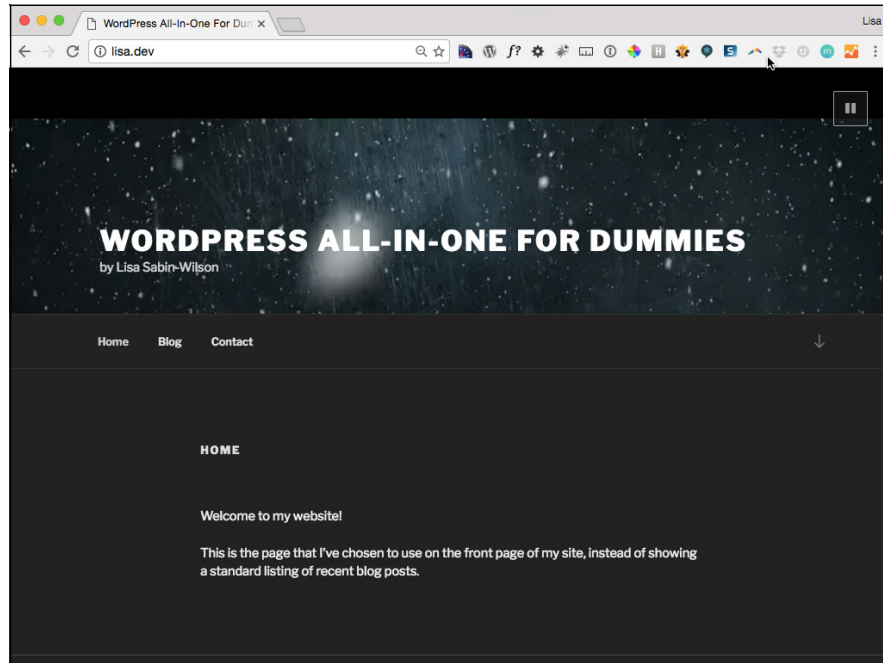 WordPress All-In-One For Dum
Lisa
lisa.dev
WORDPRESS ALL-IN-ONE FOR DUMMIES
by Lisa Sabin-Wilson
Home Blog Contact
HOME
Welcome to my website!
This is the page that I've chosen to use on the front page of my site, instead of showing
a standard listing of recent blog posts.